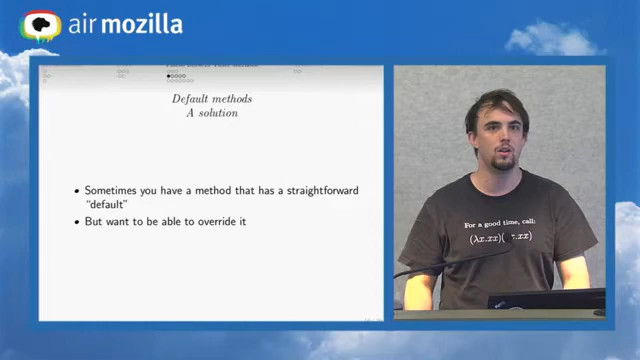 air mozilla
Default methods
A solution
• Sometimes you have a method that has a straightforward
“default”
• But want to be able to override it
For a good time, call:
(λx.xx)( x.xx)